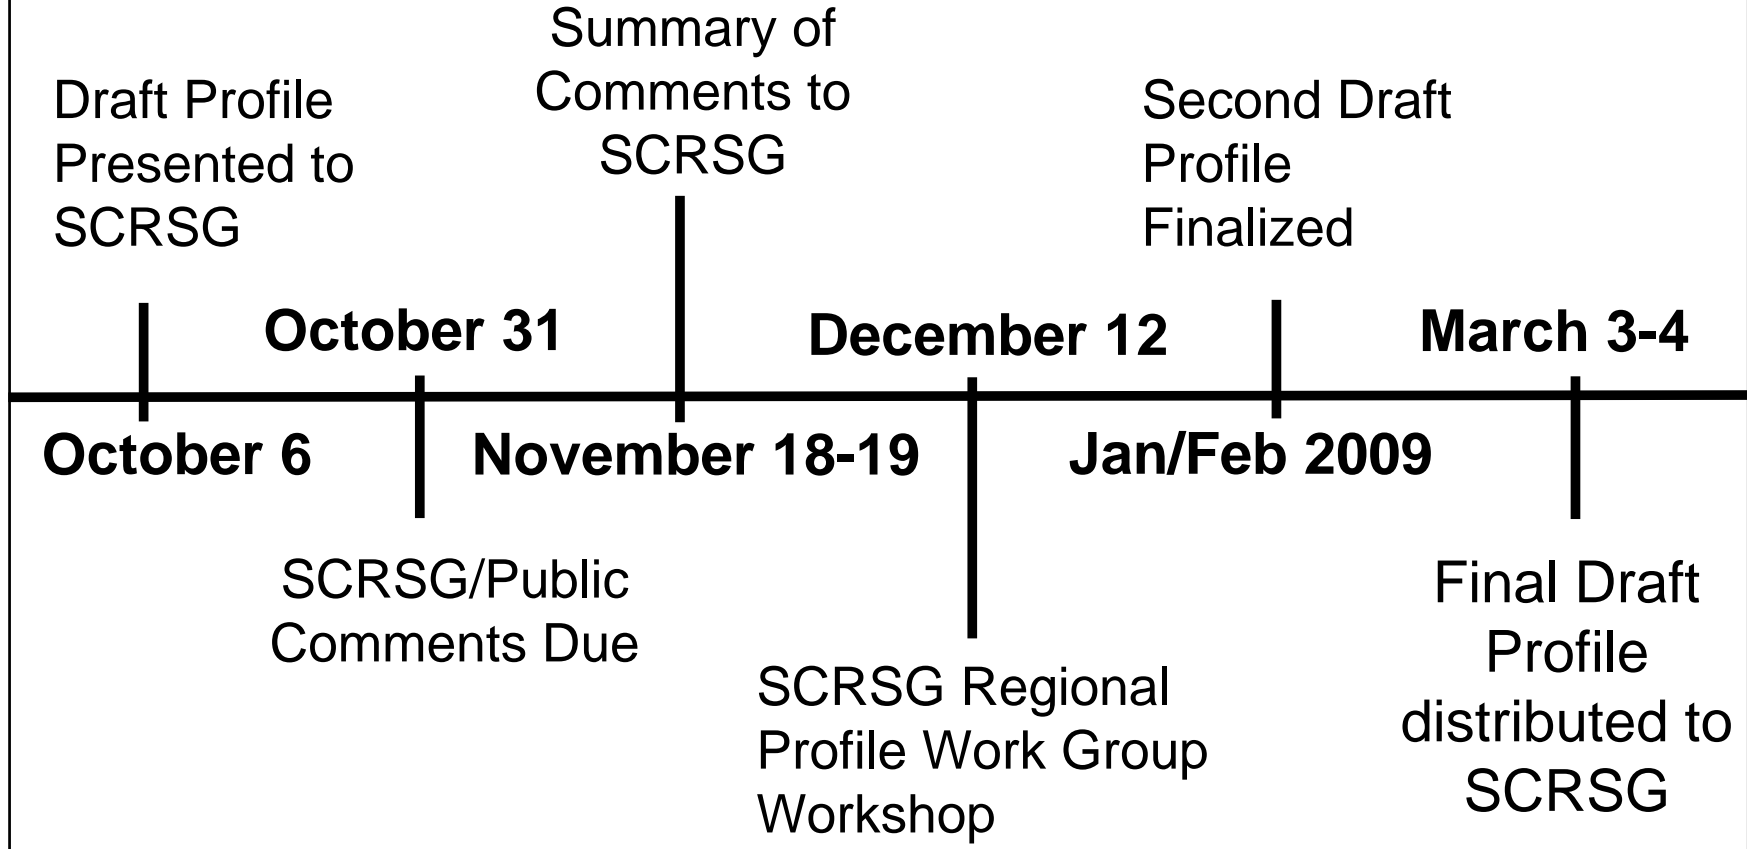 Summary of
Comments to
SCRSG
Draft Profile
Presented to
SCRSG
Second Draft
Profile
Finalized
October 31
December 12
March 3-4
October 6
November 18-19
Jan/Feb 2009
SCRSG/Public
Comments Due
SCRSG Regional
Profile Work Group
Workshop
Final Draft
Profile
distributed to
SCRSG